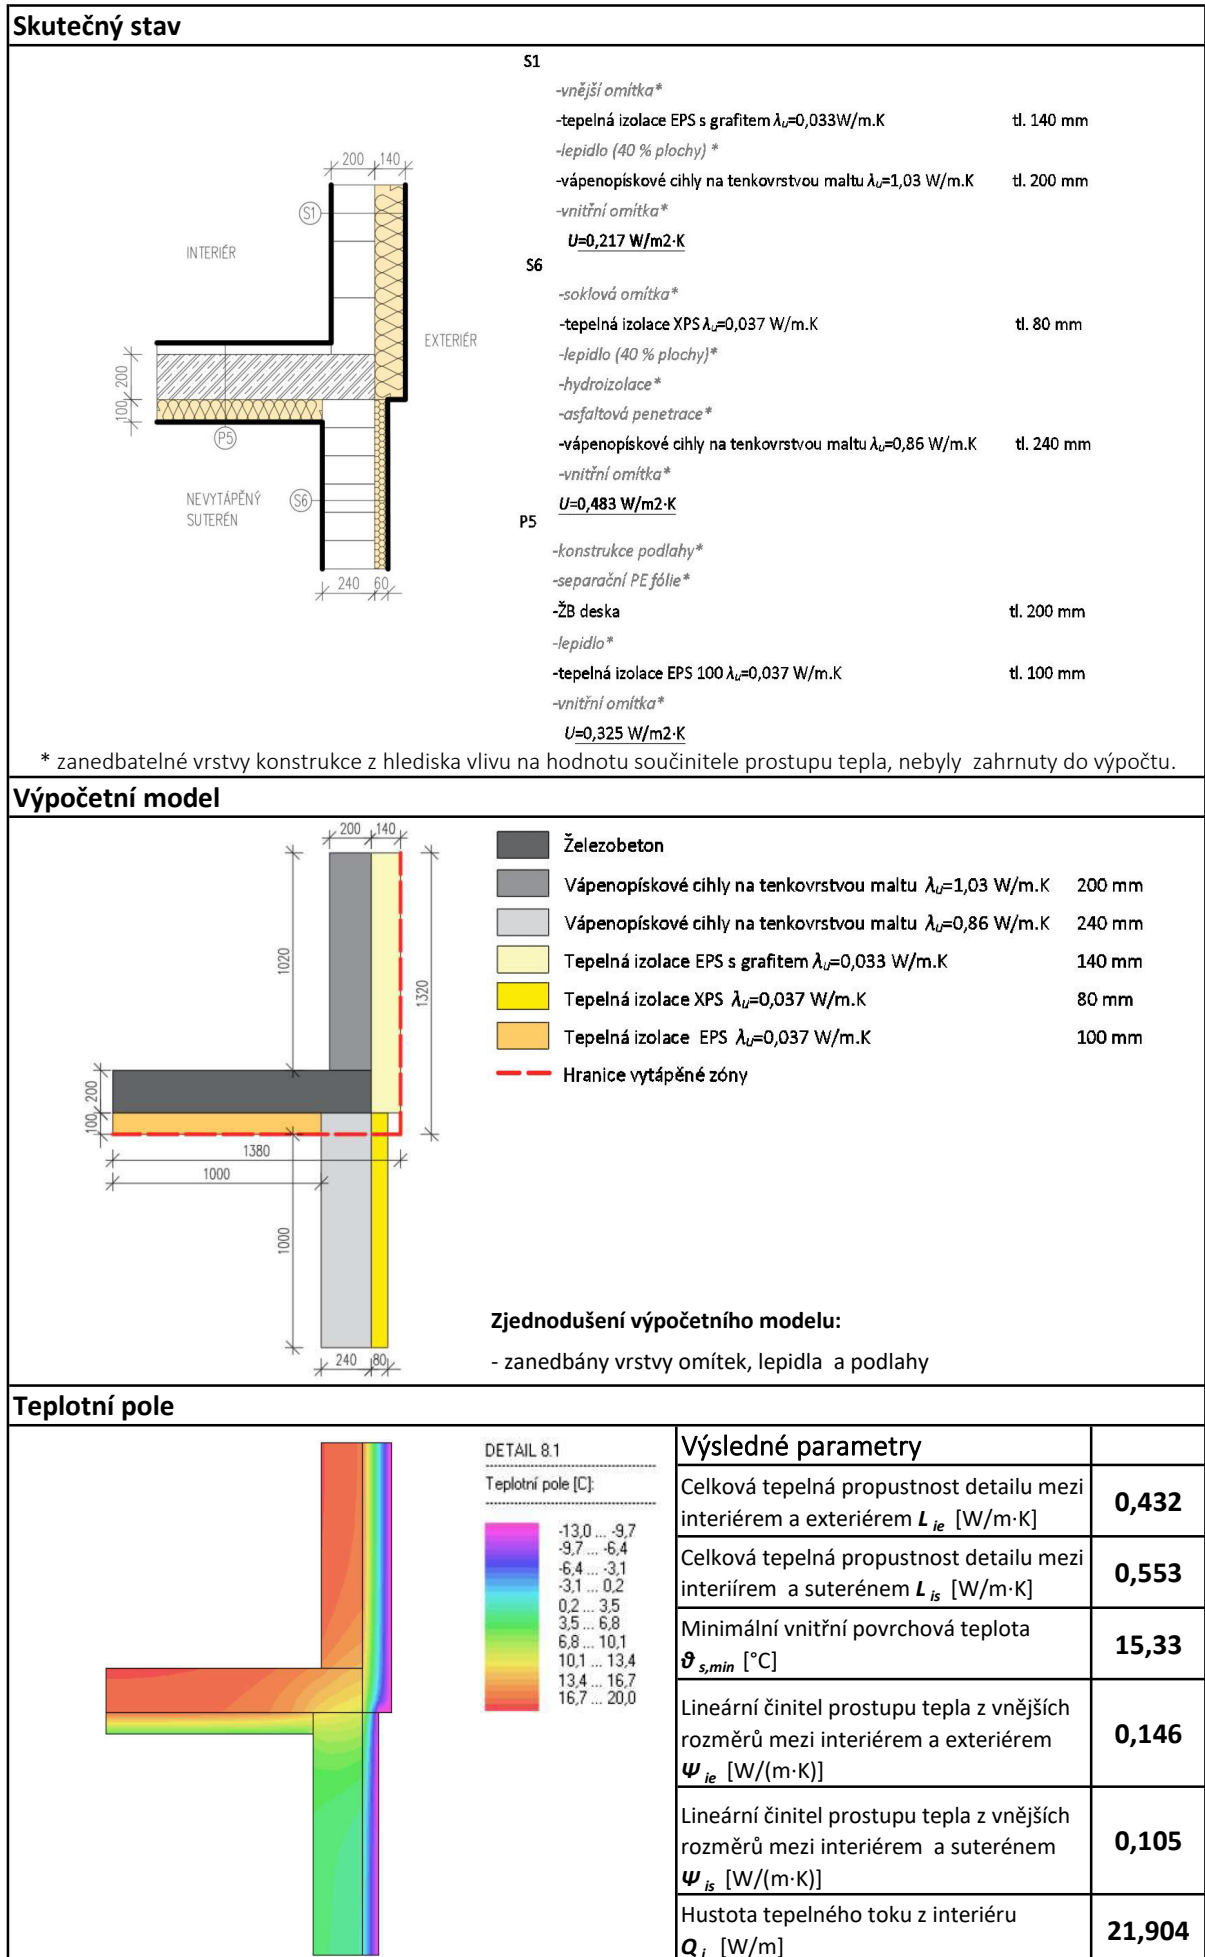 Skutečný stav
S1
-vnější omítka*
-tepelná izolace EPS s grafitem λu=0,033W/m.K tl. 140 mm
-lepidlo (40 % plochy) *
-vápenopískové cihly na tenkovrstvou maltu λu=1,03 W/m.K tl. 200 mm
-vnitřní omítka*
U=0,217 W/m2·K
S6
-soklová omítka*
-tepelná izolace XPS λu=0,037 W/m.K tl. 80 mm
-lepidlo (40 % plochy)*
-hydroizolace*
-asfaltová penetrace*
-vápenopískové cihly na tenkovrstvou maltu λu=0,86 W/m.K tl. 240 mm
-vnitřní omítka*
U=0,483 W/m2·K
P5
-konstrukce podlahy*
-separační PE fólie*
-ŽB deska tl. 200 mm
-lepidlo*
-tepelná izolace EPS 100 λu=0,037 W/m.K tl. 100 mm
-vnitřní omítka*
U=0,325 W/m2·K
200 140
S1
INTERIÉR
EXTERIÉR
200
100
P5
NEVYTÁPĚNÝ
SUTERÉN
S6
240 60
* zanedbatelné vrstvy konstrukce z hlediska vlivu na hodnotu součinitele prostupu tepla, nebyly zahrnuty do výpočtu.
Výpočetní model
200 140
1020
1320
200
100
1380
1000
1000
240 80
Železobeton
Vápenopískové cihly na tenkovrstvou maltu λu=1,03 W/m.K 200 mm
Vápenopískové cihly na tenkovrstvou maltu λu=0,86 W/m.K 240 mm
Tepelná izolace EPS s grafitem λu=0,033 W/m.K 140 mm
Tepelná izolace XPS λu=0,037 W/m.K 80 mm
Tepelná izolace EPS λu=0,037 W/m.K 100 mm
Hranice vytápěné zóny
Zjednodušení výpočetního modelu:
- zanedbány vrstvy omítek, lepidla a podlahy
Teplotní pole
DETAIL 8.1
Teplotní pole [C]:
-13,0 ... -9,7
-9,7 ... -6,4
-6,4 ... -3,1
-3,1 ... 0,2
0,2 ... 3,5
3,5 ... 6,8
6,8 ... 10,1
10,1 ... 13,4
13,4 ... 16,7
16,7 ... 20,0
Výsledné parametry
Celková tepelná propustnost detailu mezi
interiérem a exteriérem L ie [W/m·K] 0,432
Celková tepelná propustnost detailu mezi
interiírem a suterénem L is [W/m·K] 0,553
Minimální vnitřní povrchová teplota
ϑ s,min [°C] 15,33
Lineární činitel prostupu tepla z vnějších
rozměrů mezi interiérem a exteriérem 0,146
Ψ ie [W/(m·K)]
Lineární činitel prostupu tepla z vnějších
rozměrů mezi interiérem a suterénem 0,105
Ψ is [W/(m·K)]
Hustota tepelného toku z interiéru
Q i [W/m] 21,904